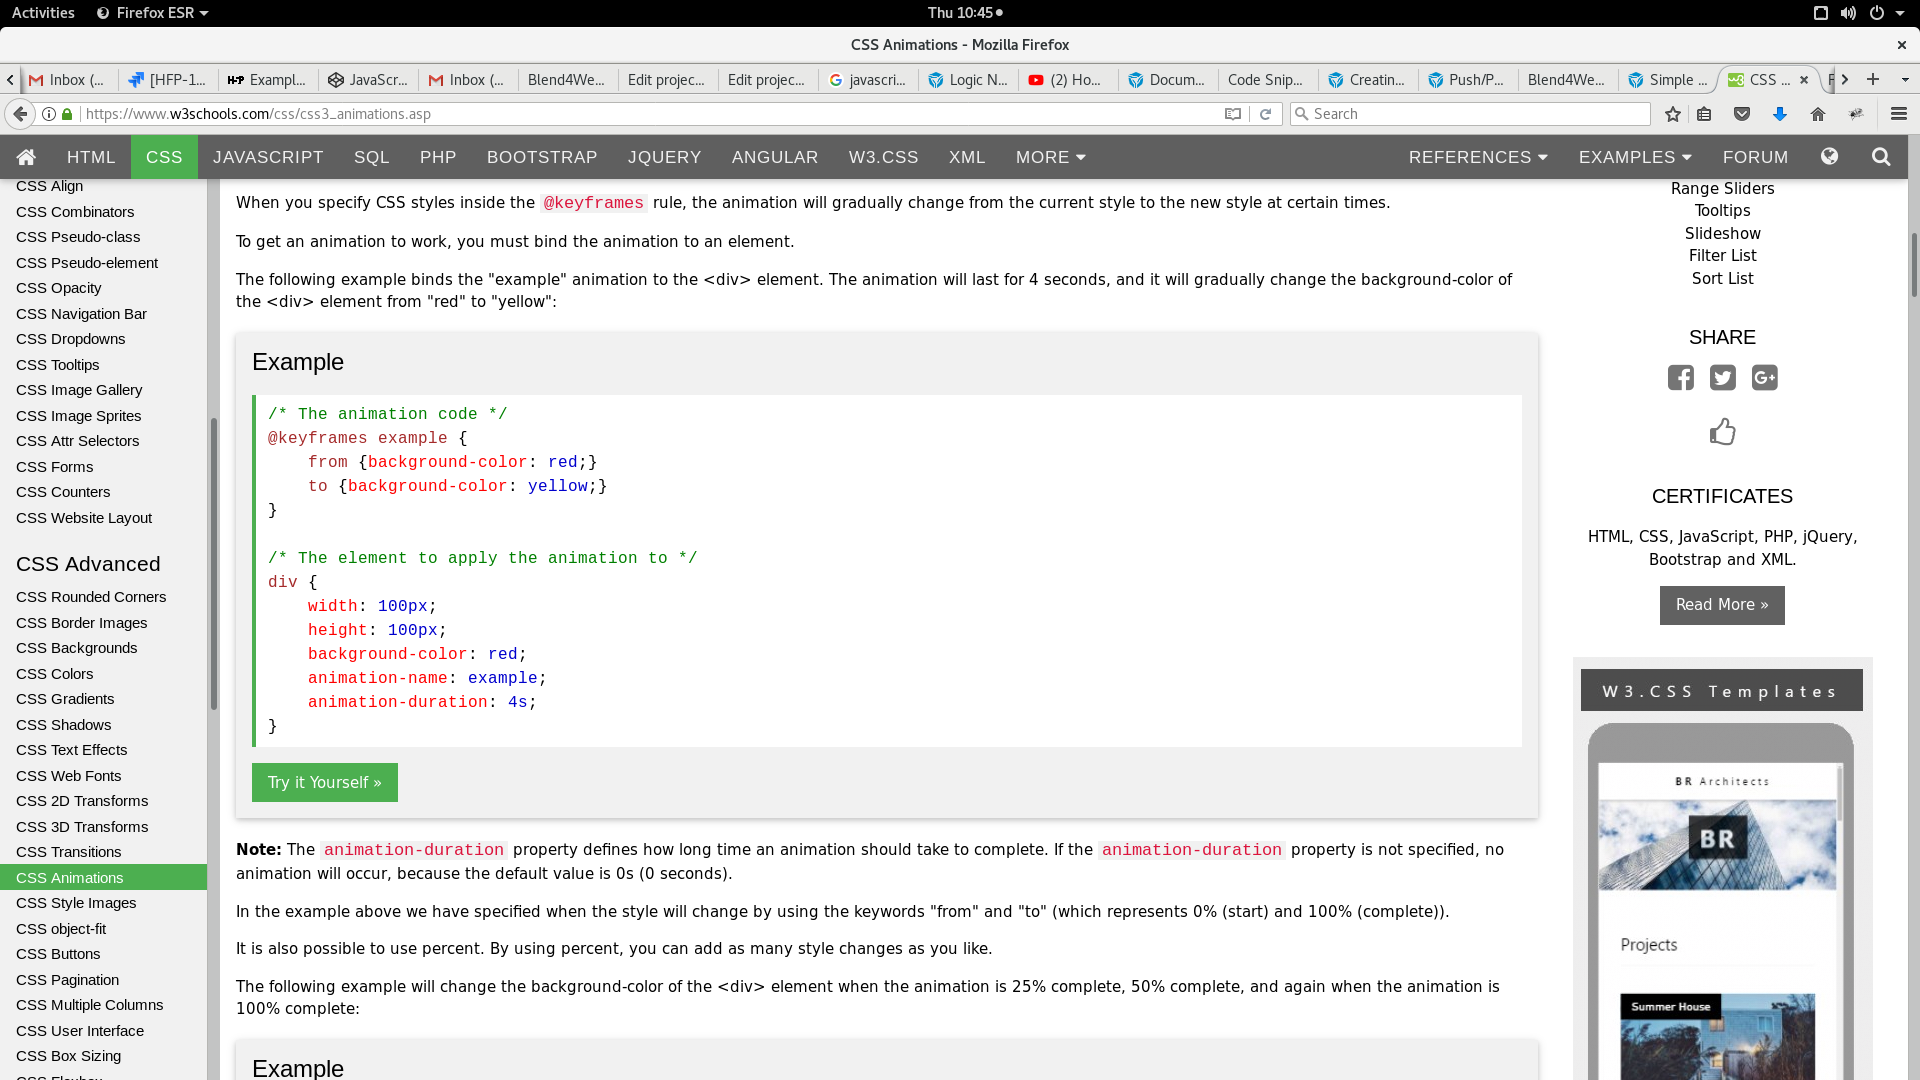 Activities
Firefox ESR
Thu 10:45
CSS Animations - Mozilla Firefox
Inbox (...
[HFP-1...
Exampl...
JavaScr...
Inbox (...
Blend4We...
Edit projec...
Edit projec...
javascri...
Logic N...
(2) Ho...
Docum...
Code Snip...
Creatin...
Push/P...
Blend4We...
Simple ...
CSS ...
https://www.w3schools.com/css/css3_animations.asp
Search
HTML CSS JAVASCRIPT SQL PHP BOOTSTRAP JQUERY ANGULAR W3.CSS XML MORE REFERENCES EXAMPLES FORUM
CSS Align
CSS Combinators
CSS Pseudo-class
CSS Pseudo-element
CSS Opacity
CSS Navigation Bar
CSS Dropdowns
CSS Tooltips
CSS Image Gallery
CSS Image Sprites
CSS Attr Selectors
CSS Forms
CSS Counters
CSS Website Layout
CSS Advanced
CSS Rounded Corners
CSS Border Images
CSS Backgrounds
CSS Colors
CSS Gradients
CSS Shadows
CSS Text Effects
CSS Web Fonts
CSS 2D Transforms
CSS 3D Transforms
CSS Transitions
CSS Animations
CSS Style Images
CSS object-fit
CSS Buttons
CSS Pagination
CSS Multiple Columns
CSS User Interface
CSS Box Sizing
CSS Flexbox
When you specify CSS styles inside the @keyframes rule, the animation will gradually change from the current style to the new style at certain times.
To get an animation to work, you must bind the animation to an element.
The following example binds the "example" animation to the <div> element. The animation will last for 4 seconds, and it will gradually change the background-color of
the <div> element from "red" to "yellow":
Example
/* The animation code */
@keyframes example {
    from {background-color: red;}
    to {background-color: yellow;}
}
/* The element to apply the animation to */
div {
    width: 100px;
    height: 100px;
    background-color: red;
    animation-name: example;
    animation-duration: 4s;
}
Try it Yourself »
Note: The animation-duration property defines how long time an animation should take to complete. If the animation-duration property is not specified, no
animation will occur, because the default value is 0s (0 seconds).
In the example above we have specified when the style will change by using the keywords "from" and "to" (which represents 0% (start) and 100% (complete)).
It is also possible to use percent. By using percent, you can add as many style changes as you like.
The following example will change the background-color of the <div> element when the animation is 25% complete, 50% complete, and again when the animation is
100% complete:
Example
Range Sliders
Tooltips
Slideshow
Filter List
Sort List
SHARE
CERTIFICATES
HTML, CSS, JavaScript, PHP, jQuery,
Bootstrap and XML.
Read More »
W3.CSS Templates
BR Architects
BR
Projects
Summer House